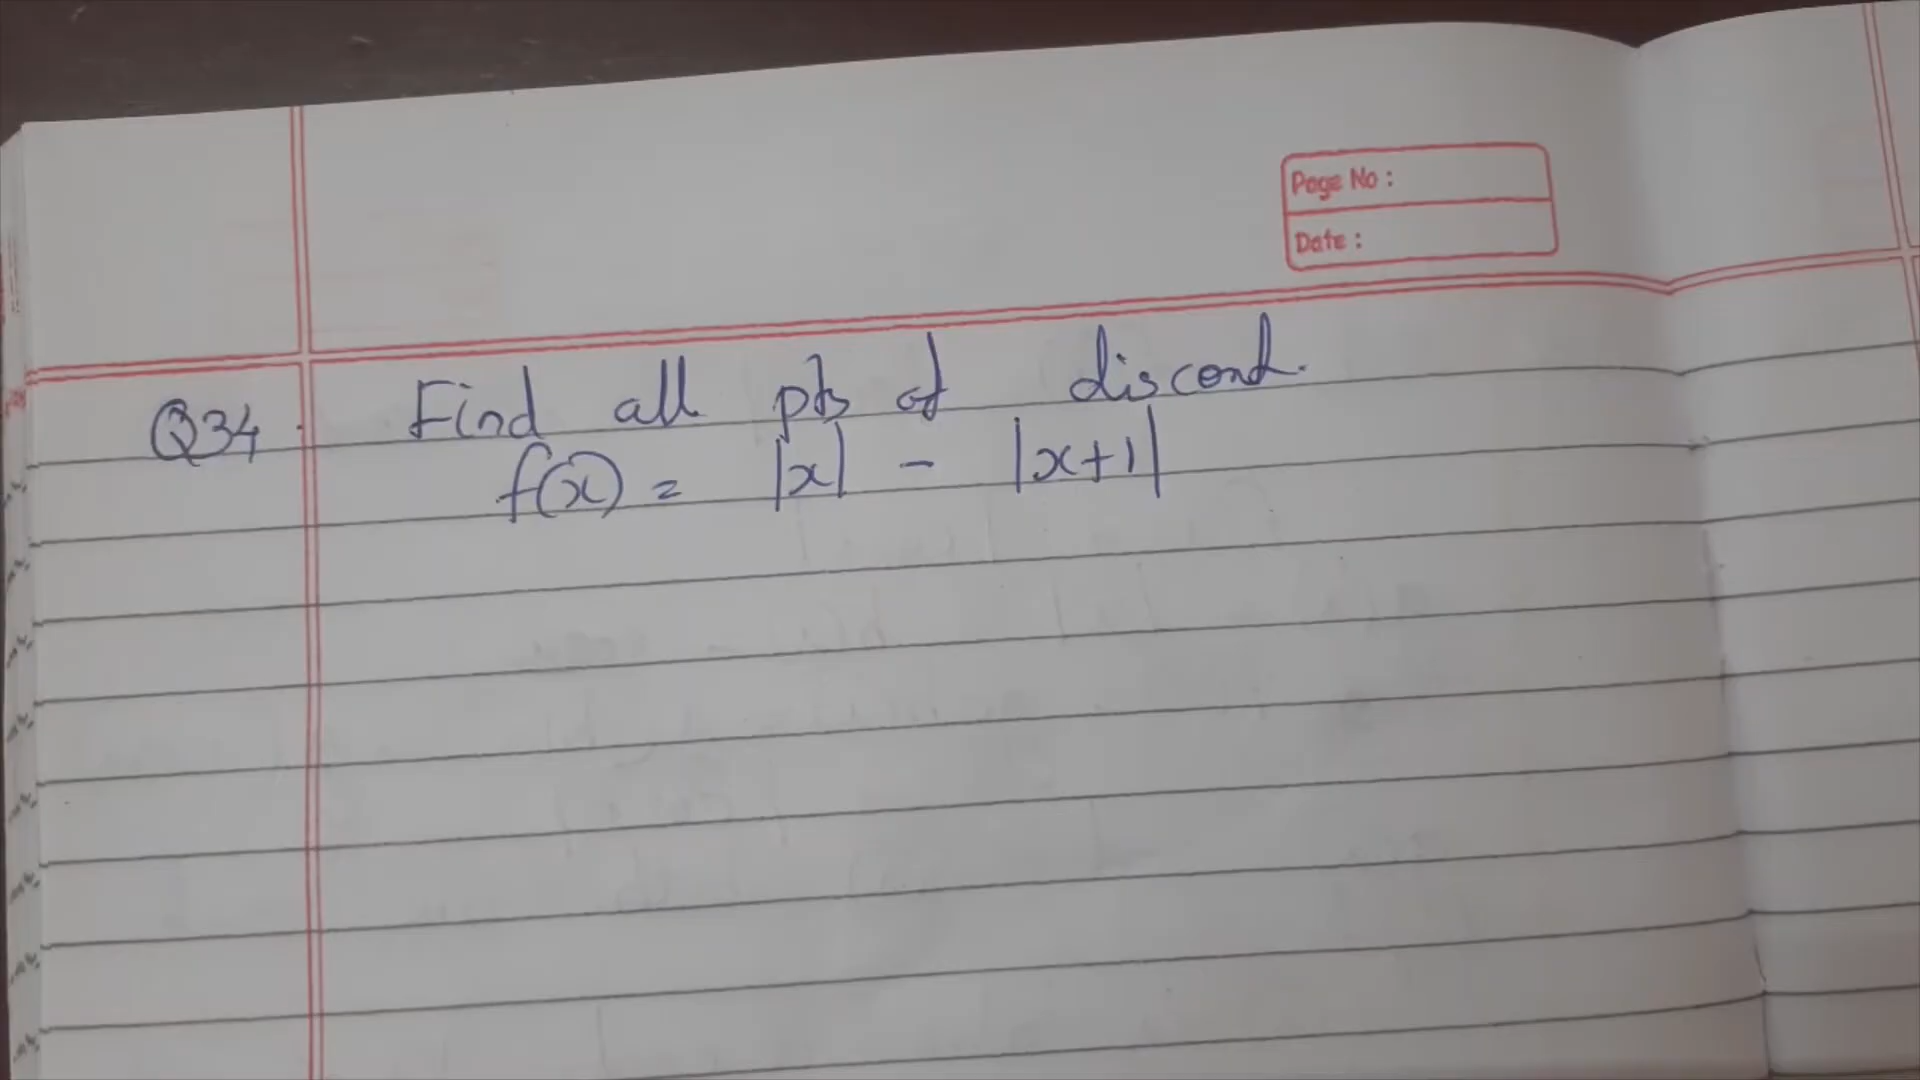 Page No :
Date :
Q34. Find all pts of discont.
f(x) = |x| - |x+1|